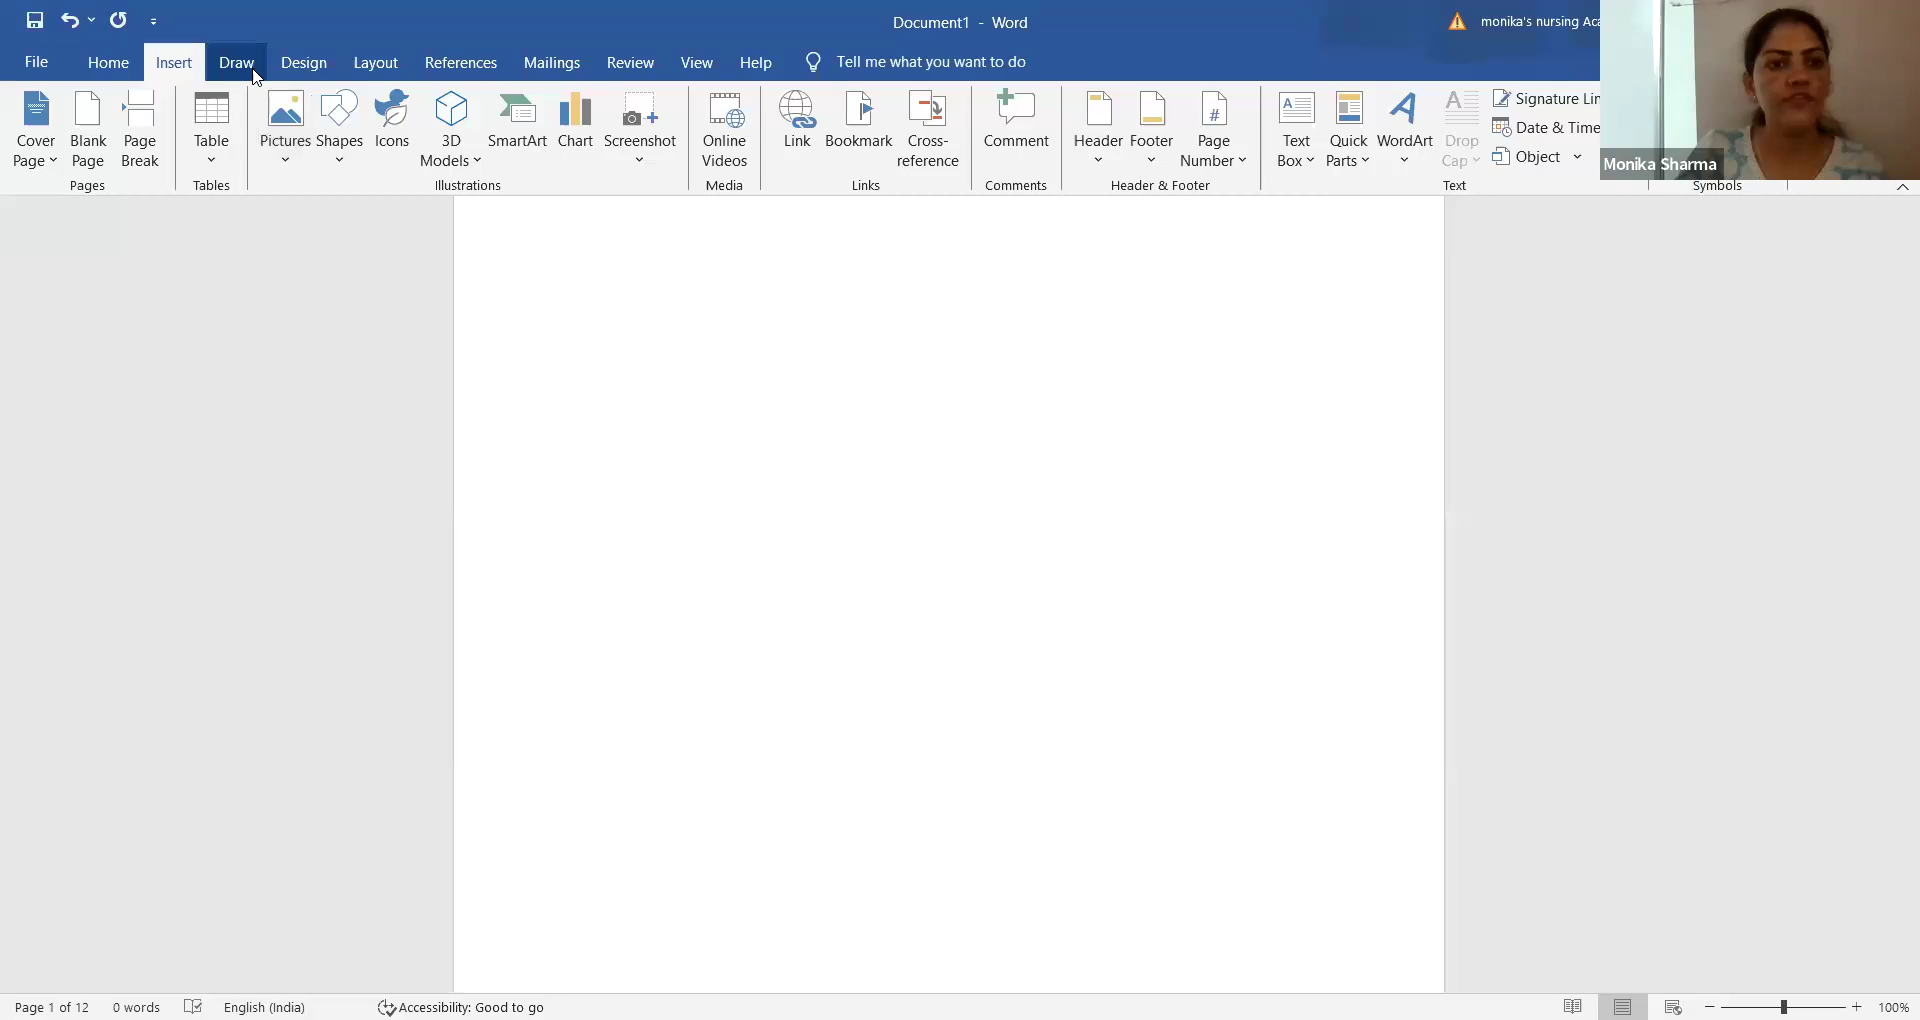 Document1 - Word
monika's nursing Aca
File Home Insert Draw Design Layout References Mailings Review View Help Tell me what you want to do
Cover Page
Blank Page
Page Break
Pages
Table
Tables
Pictures
Shapes
Icons
3D Models
SmartArt
Chart
Screenshot
Illustrations
Online Videos
Media
Link
Bookmark
Cross-reference
Links
Comment
Comments
Header
Footer
Page Number
Header & Footer
Text Box
Quick Parts
WordArt
Drop Cap
Signature Lin
Date & Time
Object
Text
Symbols
Monika Sharma
Page 1 of 12 0 words English (India) Accessibility: Good to go 100%